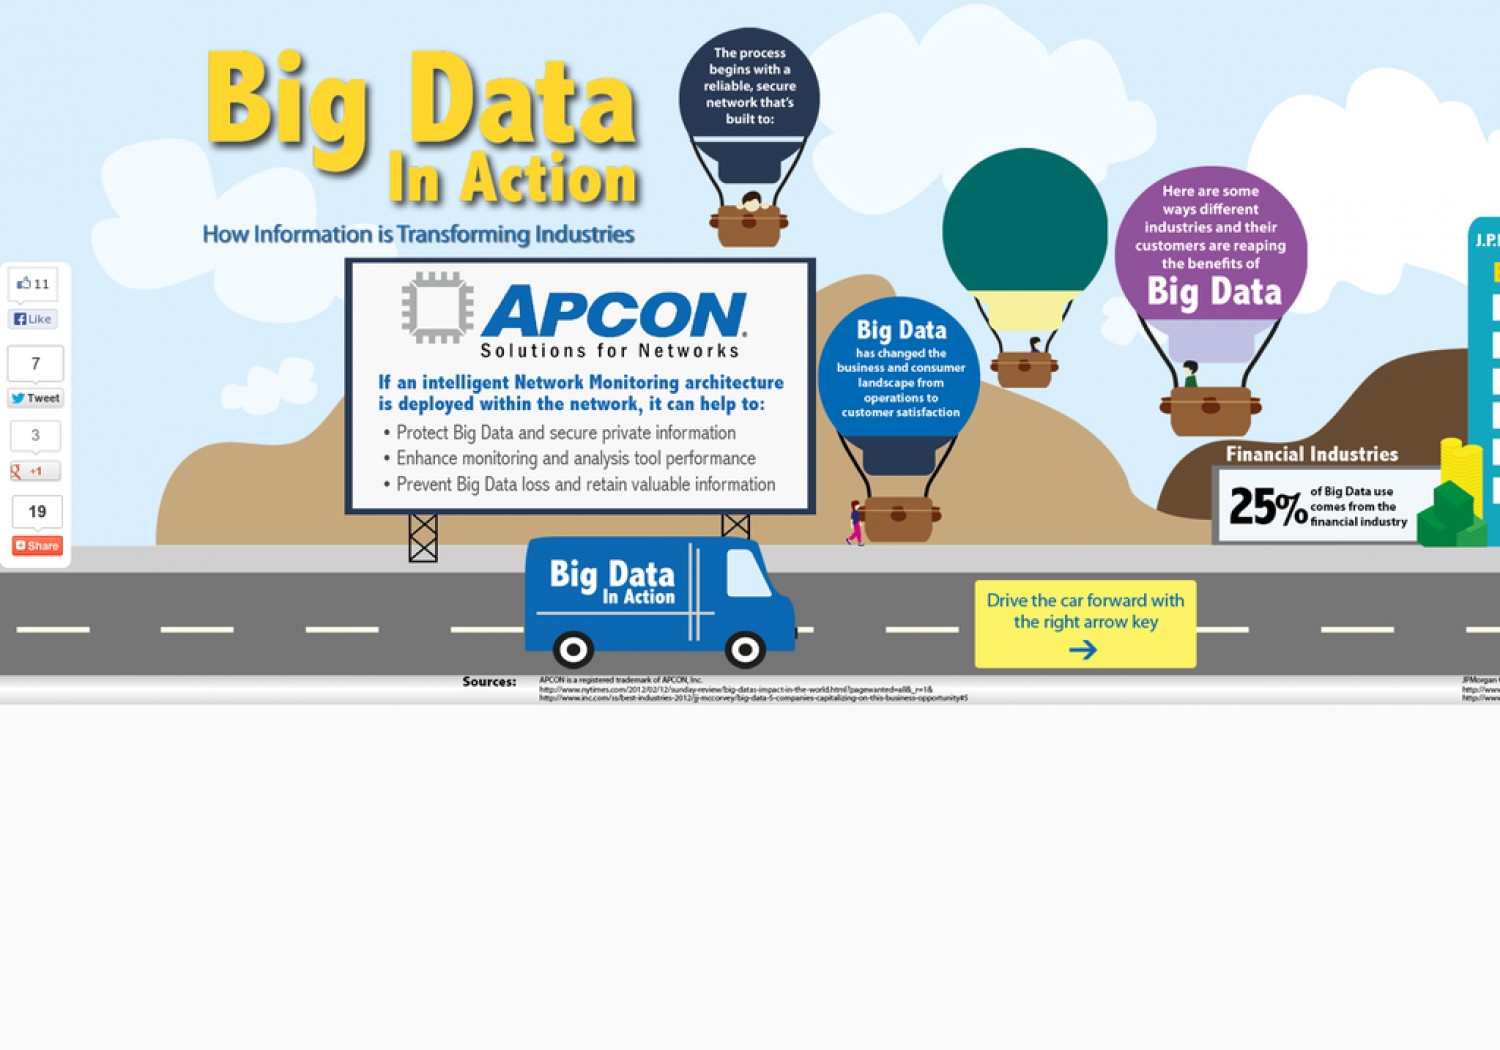 Big Data
In Action
How Information is Transforming Industries
The process
begins with a
reliable, secure
network that's
built to:
Here are some
ways different
industries and their
customers are reaping
the benefits of
Big Data
J.P.
11
Like
7
Tweet
3
+1
19
Share
APCON®
Solutions for Networks
If an intelligent Network Monitoring architecture
is deployed within the network, it can help to:
• Protect Big Data and secure private information
• Enhance monitoring and analysis tool performance
• Prevent Big Data loss and retain valuable information
Big Data
has changed the
business and consumer
landscape from
operations to
customer satisfaction
Financial Industries
25%
of Big Data use
comes from the
financial industry
Big Data
In Action
Drive the car forward with
the right arrow key
Sources:
APCON is a registered trademark of APCON, Inc.
http://www.nytimes.com/2012/02/12/sunday-review/big-datas-impact-in-the-world.html?pagewanted=all&_r=1&
http://www.inc.com/ss/best-industries-2012/jj-mccorvey/big-data-5-companies-capitalizing-on-this-business-opportunity#5
JPMorgan
http://www
http://www